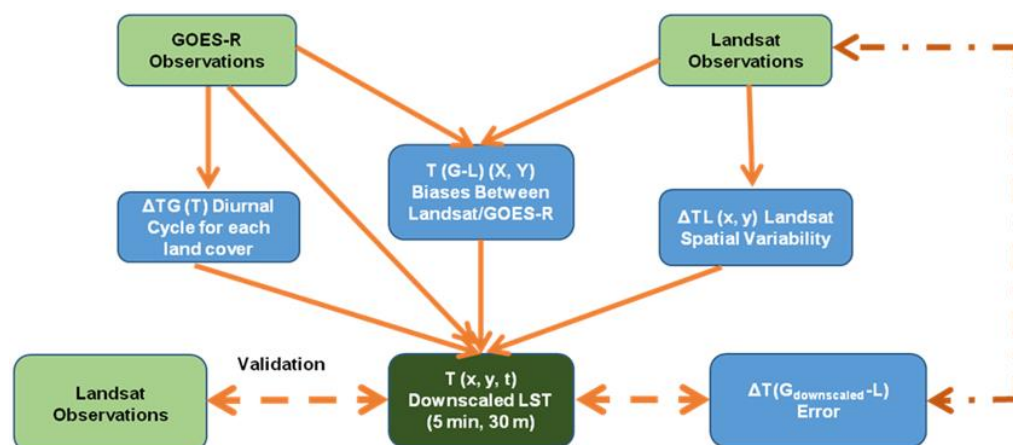 GOES-R
Observations
Landsat
Observations
T (G-L) (X, Y)
Biases Between
Landsat/GOES-R
ΔTG (T) Diurnal
Cycle for each
land cover
ΔTL (x, y) Landsat
Spatial Variability
Validation
Landsat
Observations
T (x, y, t)
Downscaled LST
(5 min, 30 m)
ΔT(Gdownscaled-L)
Error